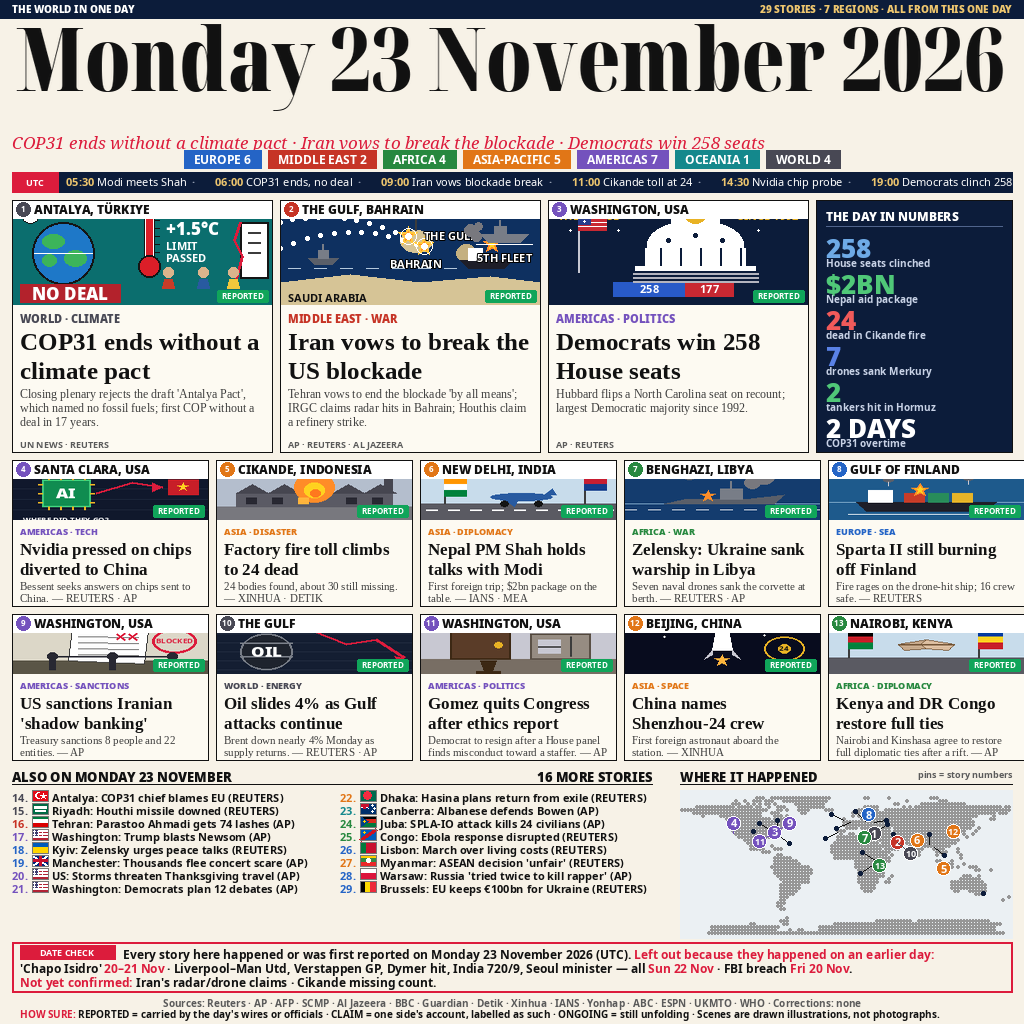 THE WORLD IN ONE DAY
29 STORIES · 7 REGIONS · ALL FROM THIS ONE DAY
Monday 23 November 2026
COP31 ends without a climate pact · Iran vows to break the blockade · Democrats win 258 seats
EUROPE 6
MIDDLE EAST 2
AFRICA 4
ASIA-PACIFIC 5
AMERICAS 7
OCEANIA 1
WORLD 4
UTC
05:30 Modi meets Shah · 06:00 COP31 ends, no deal · 09:00 Iran vows blockade break · 11:00 Cikande toll at 24 · 14:30 Nvidia chip probe · 19:00 Democrats clinch 258
1 ANTALYA, TÜRKIYE
+1.5°C
LIMIT
PASSED
NO DEAL
REPORTED
WORLD · CLIMATE
COP31 ends without a
climate pact
Closing plenary rejects the draft 'Antalya Pact',
which named no fossil fuels; first COP without a
deal in 17 years.
UN NEWS · REUTERS
2 THE GULF, BAHRAIN
THE GUL
5TH FLEET
BAHRAIN
SAUDI ARABIA
REPORTED
MIDDLE EAST · WAR
Iran vows to break the
US blockade
Tehran vows to end the blockade 'by all means';
IRGC claims radar hits in Bahrain; Houthis claim
a refinery strike.
AP · REUTERS · AL JAZEERA
3 WASHINGTON, USA
258
177
REPORTED
AMERICAS · POLITICS
Democrats win 258
House seats
Hubbard flips a North Carolina seat on recount;
largest Democratic majority since 1992.
AP · REUTERS
THE DAY IN NUMBERS
258
House seats clinched
$2BN
Nepal aid package
24
dead in Cikande fire
7
drones sank Merkury
2
tankers hit in Hormuz
2 DAYS
COP31 overtime
4 SANTA CLARA, USA
AI
WHERE DID THEY GO?
REPORTED
AMERICAS · TECH
Nvidia pressed on chips
diverted to China
Bessent seeks answers on chips sent to
China. — REUTERS · AP
5 CIKANDE, INDONESIA
REPORTED
ASIA · DISASTER
Factory fire toll climbs
to 24 dead
24 bodies found, about 30 still missing.
— XINHUA · DETIK
6 NEW DELHI, INDIA
REPORTED
ASIA · DIPLOMACY
Nepal PM Shah holds
talks with Modi
First foreign trip; $2bn package on the
table. — IANS · MEA
7 BENGHAZI, LIBYA
REPORTED
AFRICA · WAR
Zelensky: Ukraine sank
warship in Libya
Seven naval drones sank the corvette at
berth. — REUTERS · AP
8 GULF OF FINLAND
REPORTED
EUROPE · SEA
Sparta II still burning
off Finland
Fire rages on the drone-hit ship; 16 crew
safe. — REUTERS
9 WASHINGTON, USA
BLOCKED
REPORTED
AMERICAS · SANCTIONS
US sanctions Iranian
'shadow banking'
Treasury sanctions 8 people and 22
entities. — AP
10 THE GULF
OIL
REPORTED
WORLD · ENERGY
Oil slides 4% as Gulf
attacks continue
Brent down nearly 4% Monday as
supply returns. — REUTERS · AP
11 WASHINGTON, USA
REPORTED
AMERICAS · POLITICS
Gomez quits Congress
after ethics report
Democrat to resign after a House panel
finds misconduct toward a staffer. — AP
12 BEIJING, CHINA
24
REPORTED
ASIA · SPACE
China names
Shenzhou-24 crew
First foreign astronaut aboard the
station. — XINHUA
13 NAIROBI, KENYA
REPORTED
AFRICA · DIPLOMACY
Kenya and DR Congo
restore full ties
Nairobi and Kinshasa agree to restore
full diplomatic ties after a rift. — AP
ALSO ON MONDAY 23 NOVEMBER
16 MORE STORIES
14. Antalya: COP31 chief blames EU (REUTERS)
15. Riyadh: Houthi missile downed (REUTERS)
16. Tehran: Parastoo Ahmadi gets 74 lashes (AP)
17. Washington: Trump blasts Newsom (AP)
18. Kyiv: Zelensky urges peace talks (REUTERS)
19. Manchester: Thousands flee concert scare (AP)
20. US: Storms threaten Thanksgiving travel (AP)
21. Washington: Democrats plan 12 debates (AP)
22. Dhaka: Hasina plans return from exile (REUTERS)
23. Canberra: Albanese defends Bowen (AP)
24. Juba: SPLA-IO attack kills 24 civilians (AP)
25. Congo: Ebola response disrupted (REUTERS)
26. Lisbon: March over living costs (REUTERS)
27. Myanmar: ASEAN decision 'unfair' (REUTERS)
28. Warsaw: Russia 'tried twice to kill rapper' (AP)
29. Brussels: EU keeps €100bn for Ukraine (REUTERS)
WHERE IT HAPPENED
pins = story numbers
4
3
9
11
8
7
1
2
6
10
12
5
13
DATE CHECK
Every story here happened or was first reported on Monday 23 November 2026 (UTC). Left out because they happened on an earlier day:
'Chapo Isidro' 20–21 Nov · Liverpool–Man Utd, Verstappen GP, Dymer hit, India 720/9, Seoul minister — all Sun 22 Nov · FBI breach Fri 20 Nov.
Not yet confirmed: Iran's radar/drone claims · Cikande missing count.
Sources: Reuters · AP · AFP · SCMP · Al Jazeera · BBC · Guardian · Detik · Xinhua · IANS · Yonhap · ABC · ESPN · UKMTO · WHO · Corrections: none
HOW SURE: REPORTED = carried by the day's wires or officials · CLAIM = one side's account, labelled as such · ONGOING = still unfolding · Scenes are drawn illustrations, not photographs.